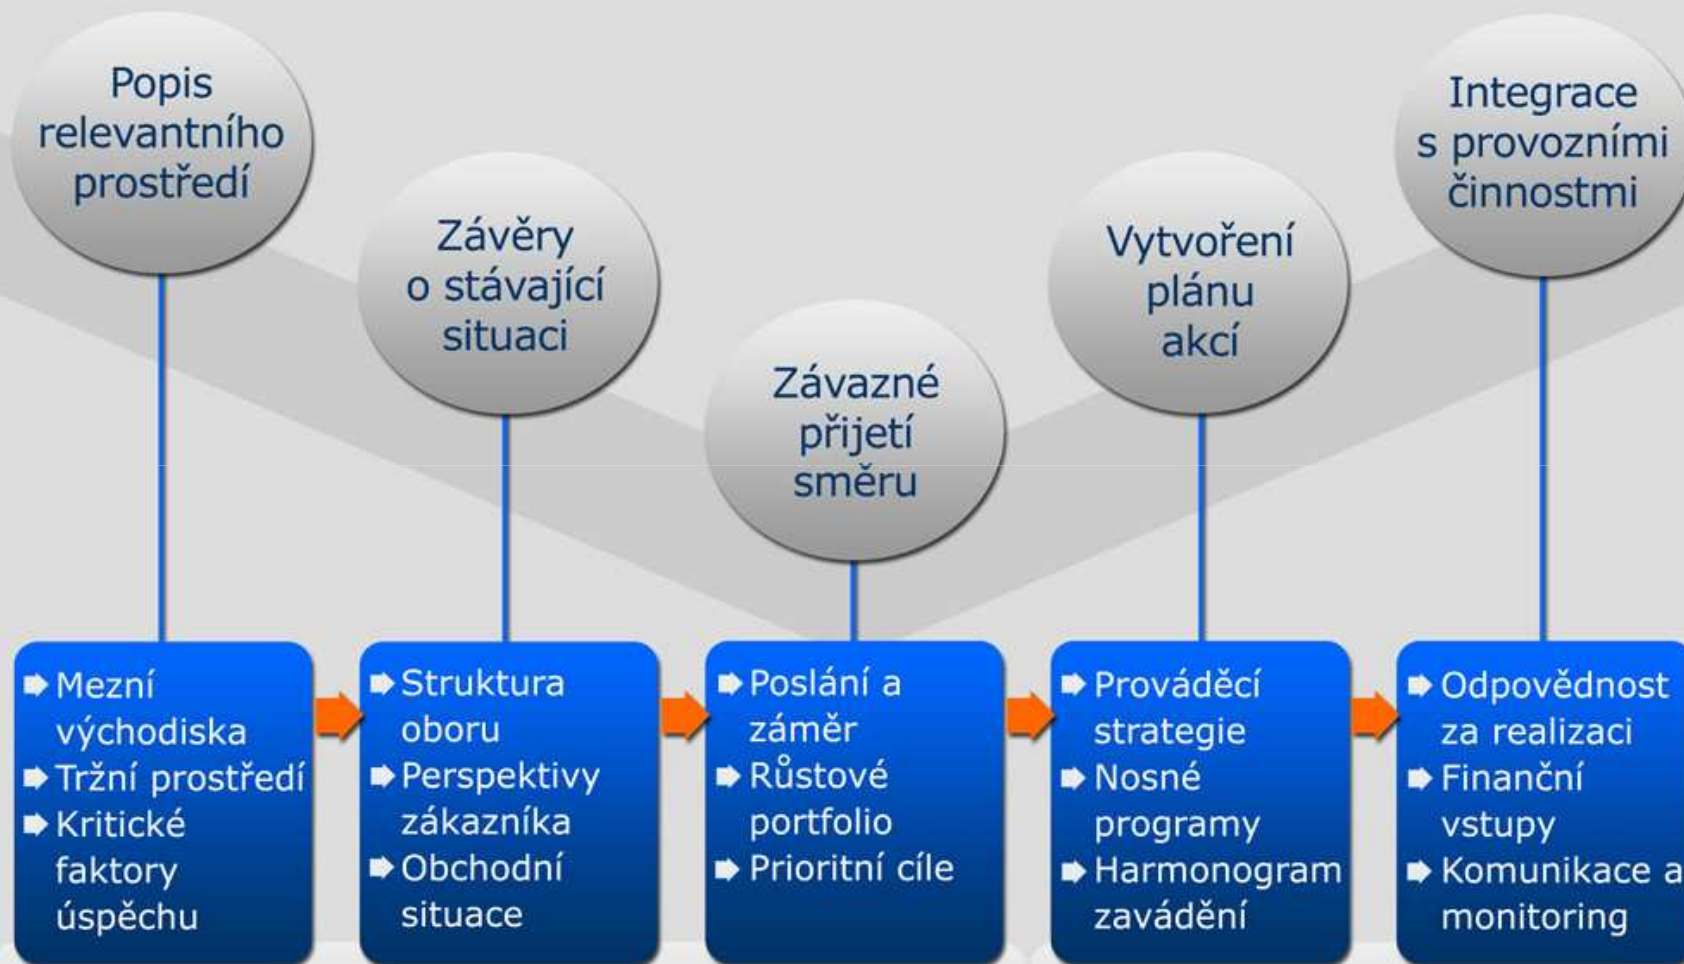 Popis
relevantního
prostředí
Závěry
o stávající
situaci
Závazné
přijetí
směru
Vytvoření
plánu
akcí
Integrace
s provozními
činnostmi
Mezní
východiska
Tržní prostředí
Kritické
faktory
úspěchu
Struktura
oboru
Perspektivy
zákazníka
Obchodní
situace
Poslání a
záměr
Růstové
portfolio
Prioritní cíle
Prováděcí
strategie
Nosné
programy
Harmonogram
zavádění
Odpovědnost
za realizaci
Finanční
vstupy
Komunikace a
monitoring